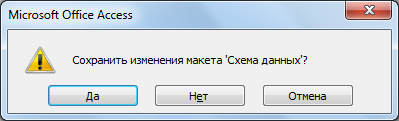 Microsoft Office Access
Сохранить изменения макета 'Схема данных'?
Да Нет Отмена